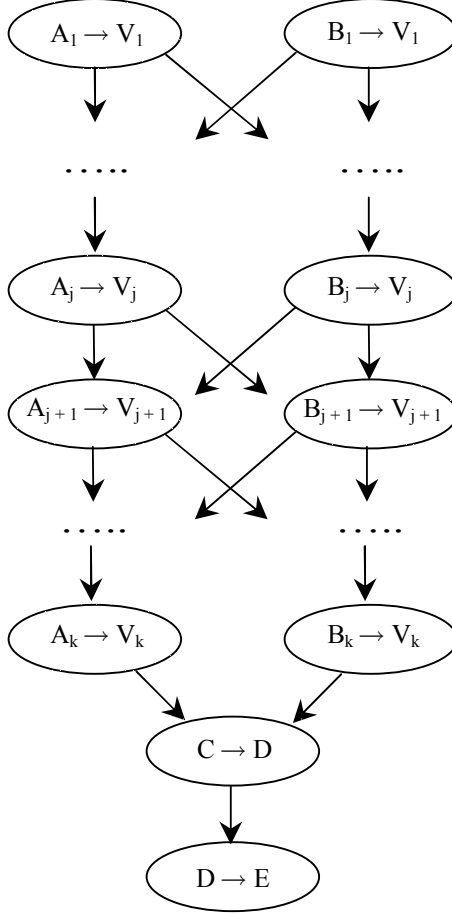 A₁ → V₁ B₁ → V₁
. . . . . . . . . .
Aⱼ → Vⱼ Bⱼ → Vⱼ
Aⱼ ₊ ₁ → Vⱼ₊₁ Bⱼ ₊ ₁ → Vⱼ₊₁
. . . . . . . . . .
Aₖ → Vₖ Bₖ → Vₖ
C → D
D → E